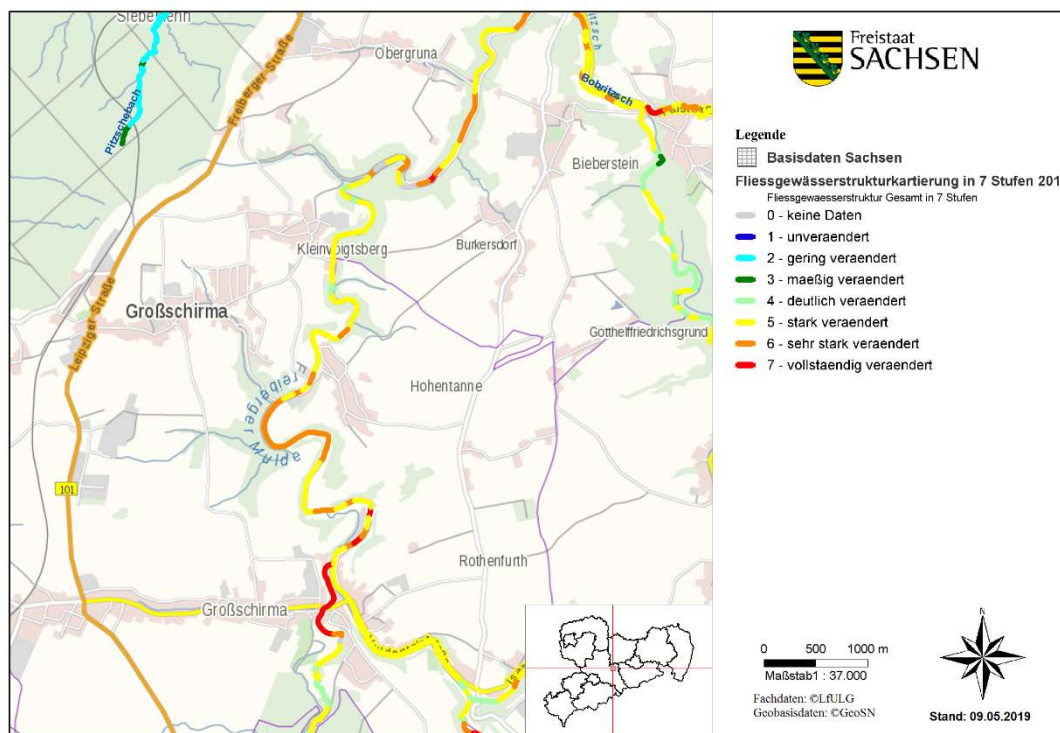 Siebenlehn
Obergruna
Freiberger Straße
Pitzschebach
Bobritzsch
Bieberstein
Kleinvoigtsberg
Burkersdorf
Großschirma
Leipziger Straße
Gotthelffriedrichsgrund
Freiberger Mulde
Hohentanne
101
Rothenfurth
Großschirma
Freistaat
SACHSEN
Legende
Basisdaten Sachsen
Fliessgewässerstrukturkartierung in 7 Stufen 201
Fliessgewaesserstruktur Gesamt in 7 Stufen
0 - keine Daten
1 - unveraendert
2 - gering veraendert
3 - maeßig veraendert
4 - deutlich veraendert
5 - stark veraendert
6 - sehr stark veraendert
7 - vollstaendig veraendert
N
0 500 1000 m
Maßstab1 : 37.000
Fachdaten: ©LfULG
Geobasisdaten: ©GeoSN
Stand: 09.05.2019